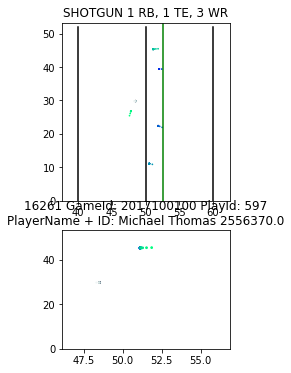 SHOTGUN 1 RB, 1 TE, 3 WR
50
40
30
20
10
0
40 45 50 55 60
16261 GameId: 2017100100 PlayId: 597
PlayerName + ID: Michael Thomas 2556370.0
40
20
0
47.5 50.0 52.5 55.0